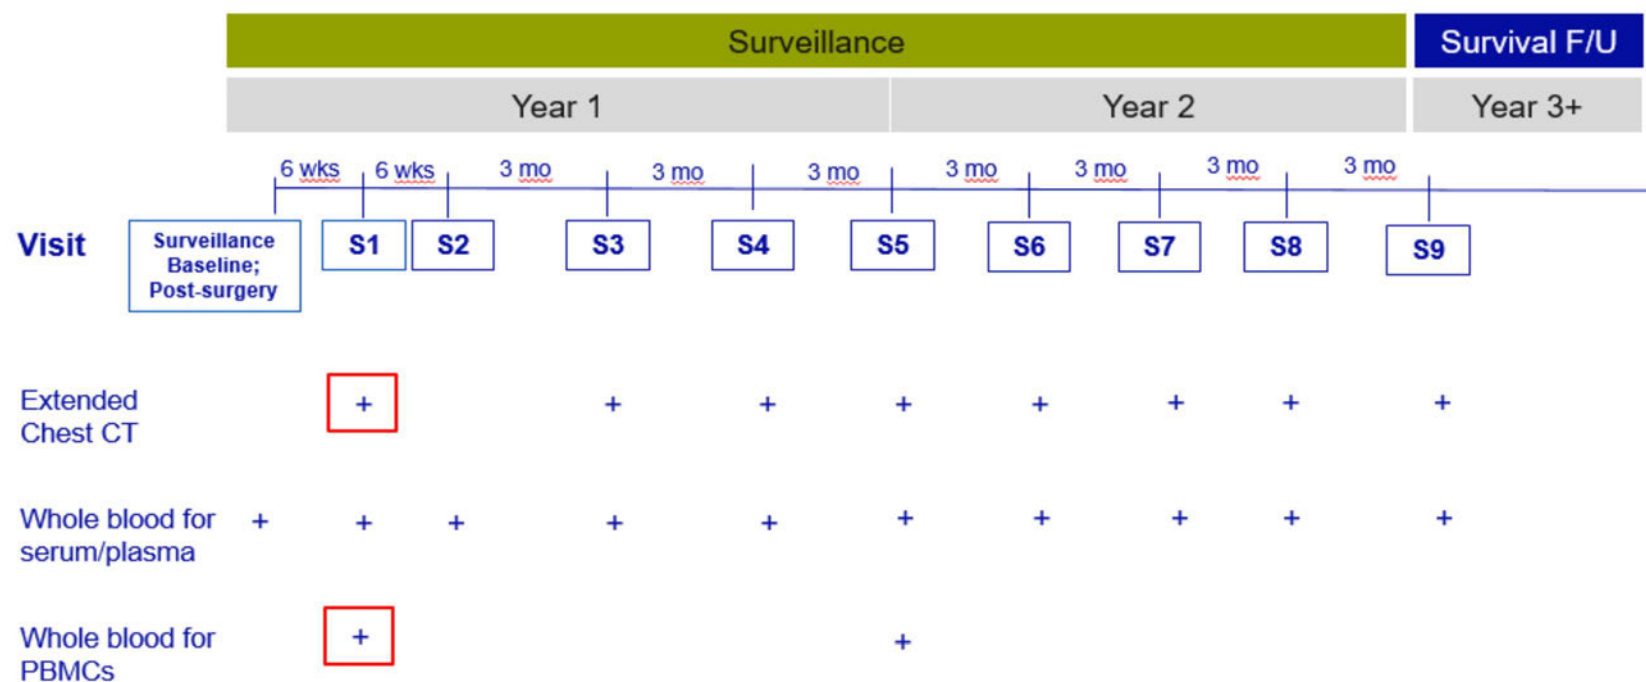 Surveillance Survival F/U
Year 1 Year 2 Year 3+
6 wks 6 wks 3 mo 3 mo 3 mo 3 mo 3 mo 3 mo 3 mo
Visit
Surveillance
Baseline;
Post-surgery
S1 S2 S3 S4 S5 S6 S7 S8 S9
Extended
Chest CT
+ + + + + + + +
Whole blood for
serum/plasma
+ + + + + + + + + +
Whole blood for
PBMCs
+ +